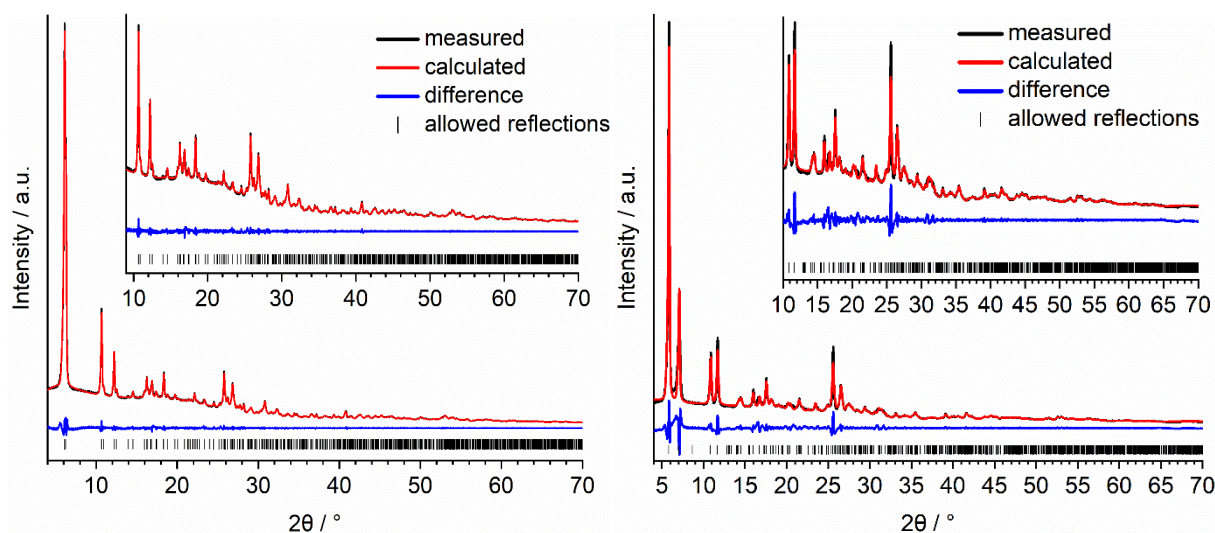 measured
calculated
difference
allowed reflections
10 20 30 40 50 60 70
Intensity / a.u.
10 20 30 40 50 60 70
2θ / °
measured
calculated
difference
allowed reflections
10 15 20 25 30 35 40 45 50 55 60 65 70
Intensity / a.u.
5 10 15 20 25 30 35 40 45 50 55 60 65 70
2θ / °